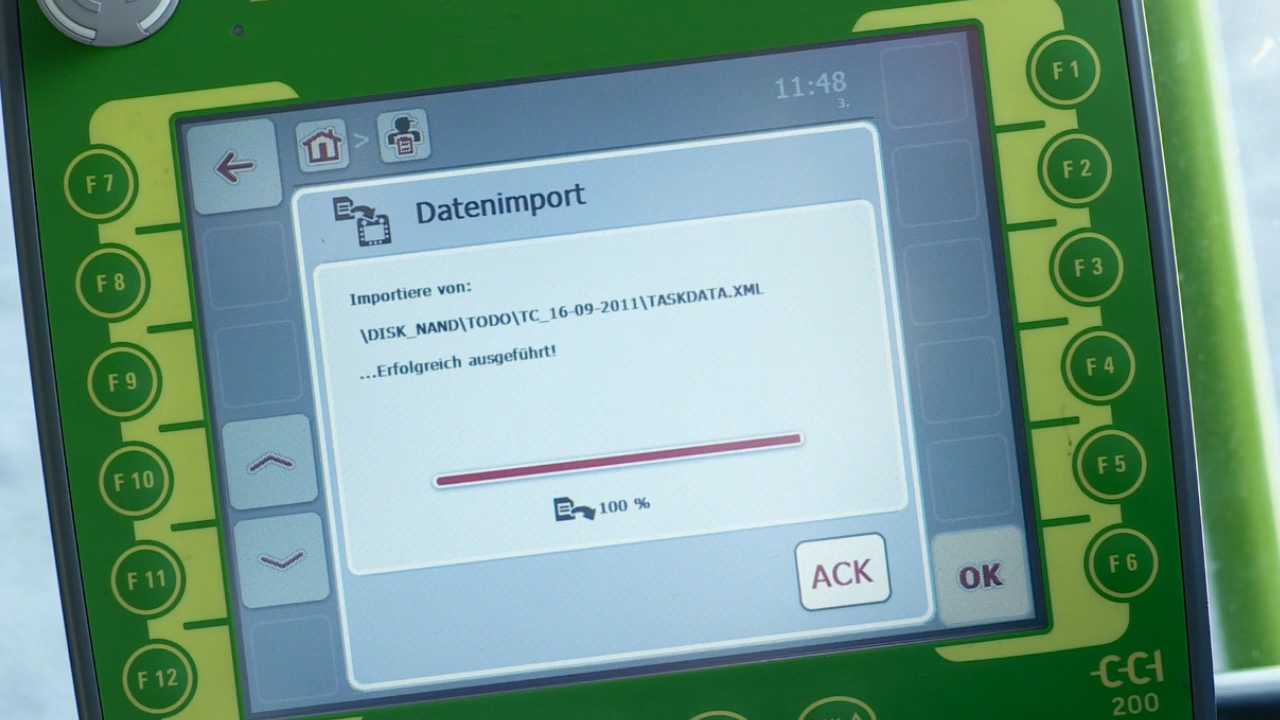 11:48
3.
Datenimport
Importiere von:
\DISK_NAND\TODO\TC_16-09-2011\TASKDATA.XML
...Erfolgreich ausgeführt!
100 %
ACK
OK
F 7
F 8
F 9
F 10
F 11
F 12
F 1
F 2
F 3
F 4
F 5
F 6
CCI
200